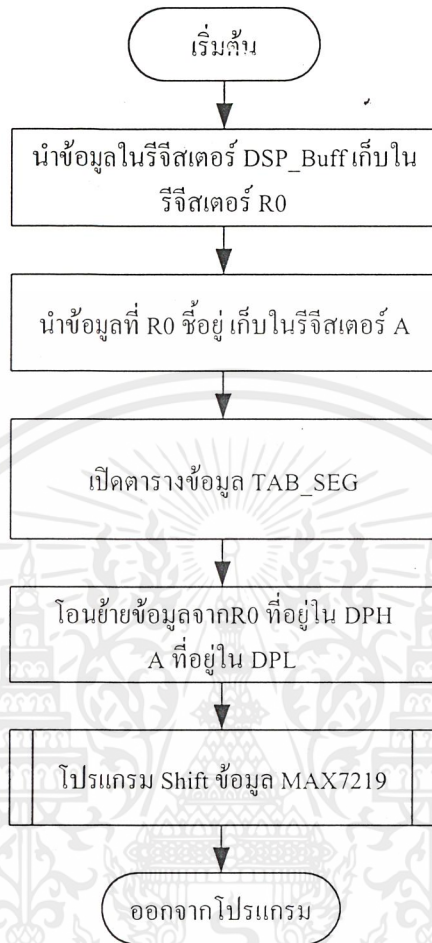 เริ่มต้น
นำข้อมูลในรีจีสเตอร์ DSP_Buff เก็บใน
รีจีสเตอร์ R0
นำข้อมูลที่ R0 ชี้อยู่ เก็บในรีจีสเตอร์ A
เปิดตารางข้อมูล TAB_SEG
โอนย้ายข้อมูลจากR0 ที่อยู่ใน DPH
A ที่อยู่ใน DPL
โปรแกรม Shift ข้อมูล MAX7219
ออกจากโปรแกรม